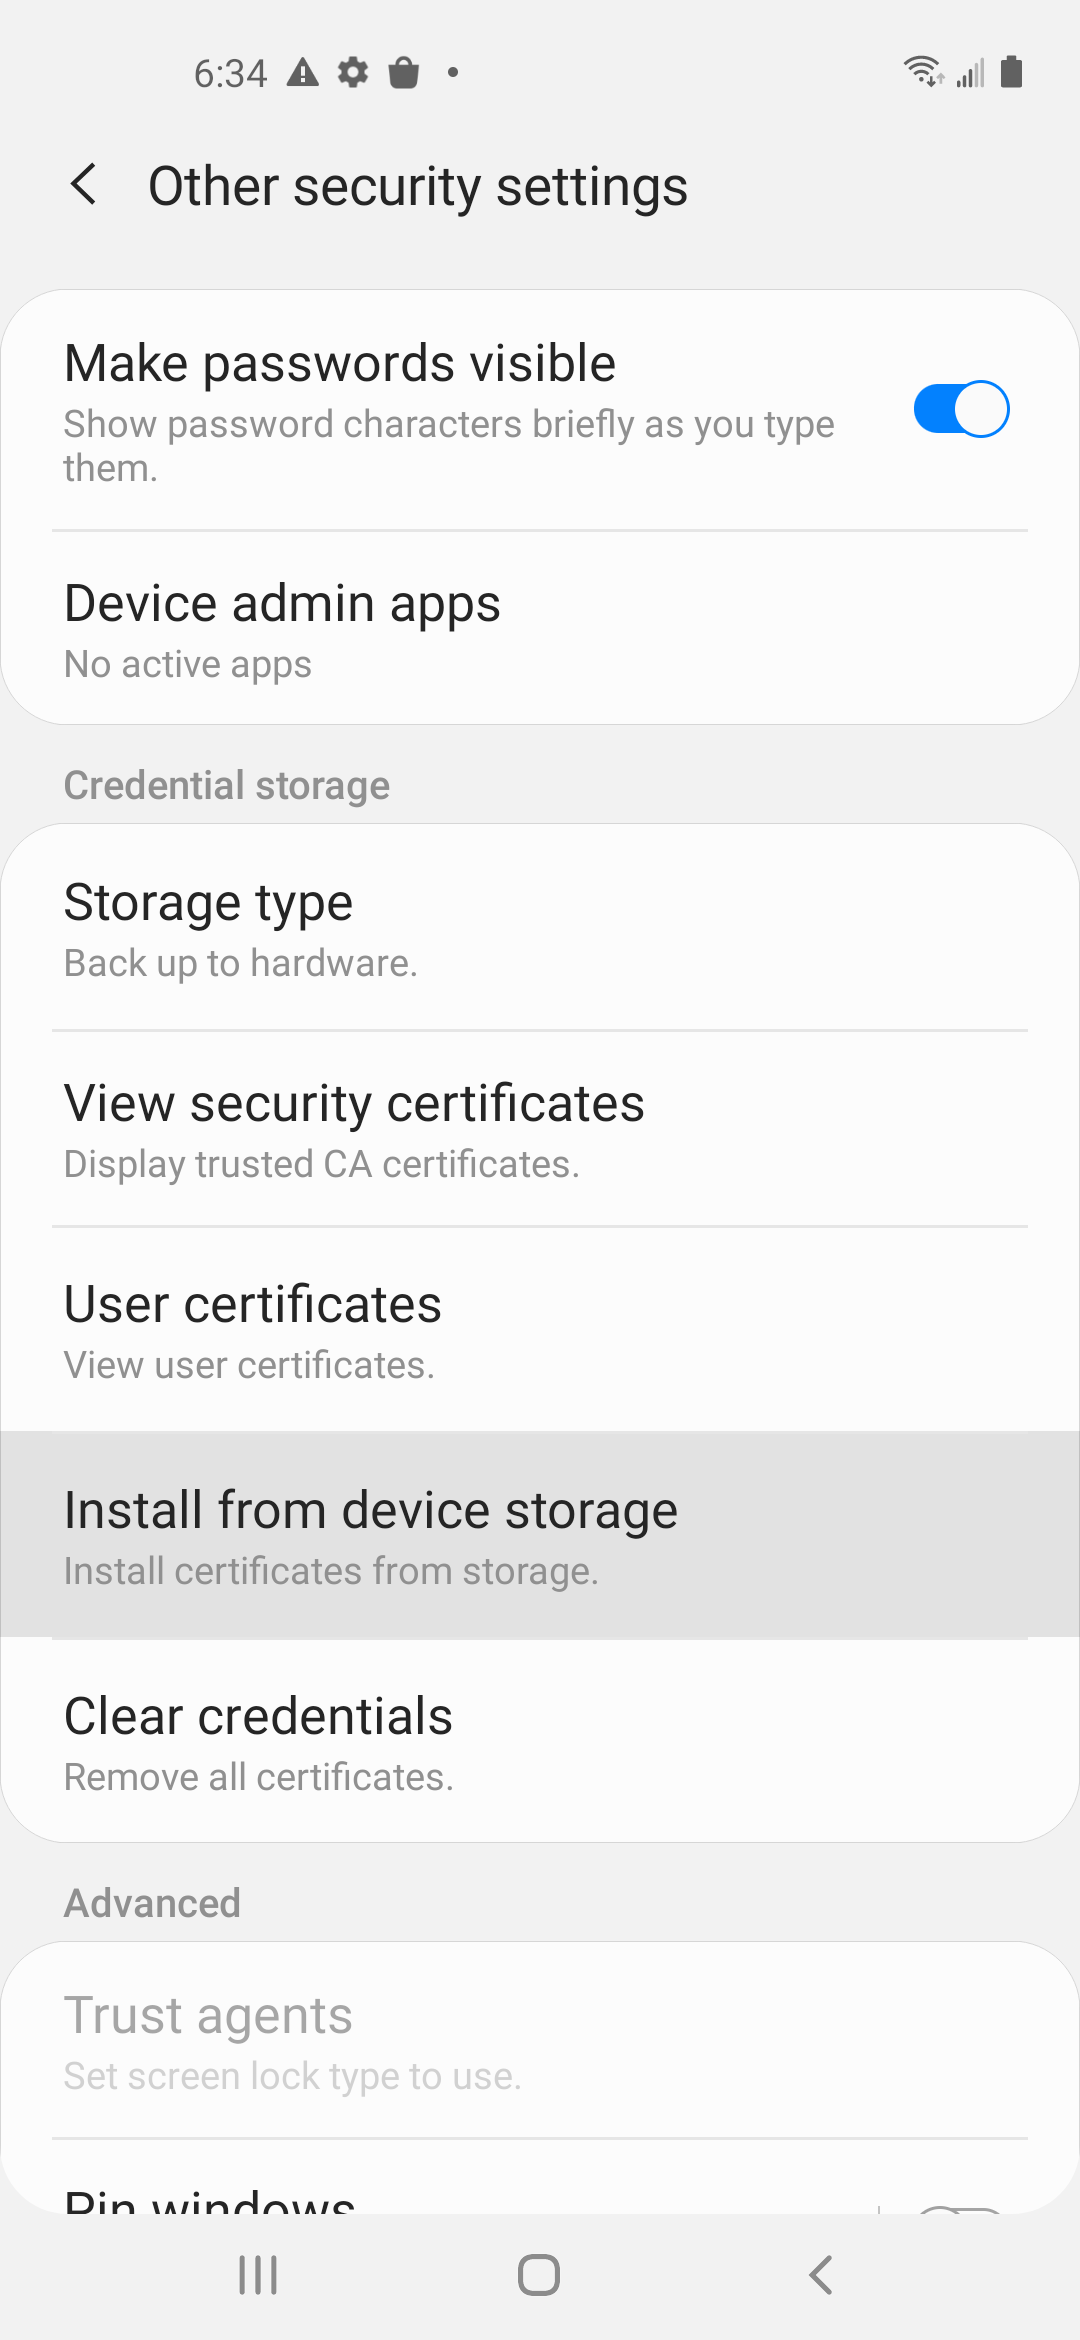 6:34
Other security settings
Make passwords visible
Show password characters briefly as you type
them.
Device admin apps
No active apps
Credential storage
Storage type
Back up to hardware.
View security certificates
Display trusted CA certificates.
User certificates
View user certificates.
Install from device storage
Install certificates from storage.
Clear credentials
Remove all certificates.
Advanced
Trust agents
Set screen lock type to use.
Pin windows